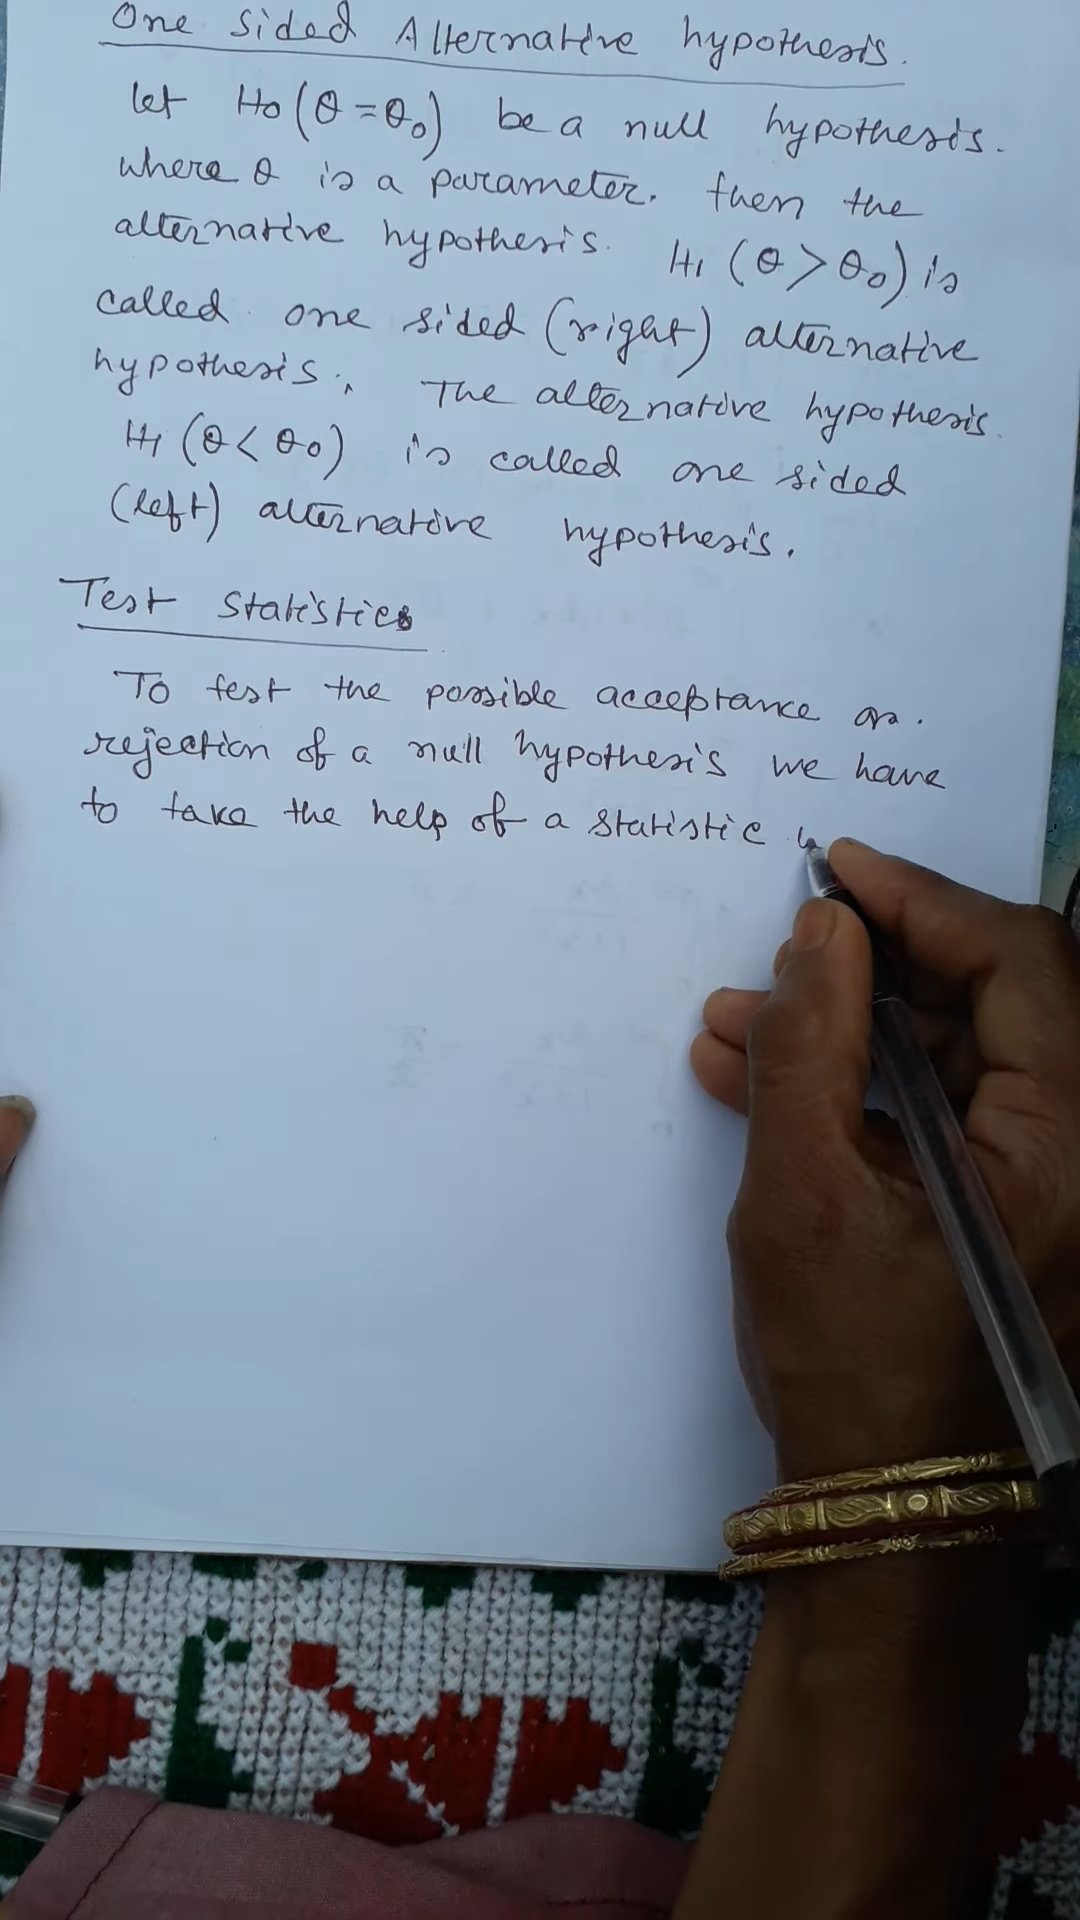 One Sided Alternative hypothesis.
let H0 (θ = θ0) be a null hypothesis.
where θ is a parameter. then the
alternative hypothesis. H1 (θ > θ0) is
called one sided (right) alternative
hypothesis. The alternative hypothesis.
H1 (θ < θ0) is called one sided
(left) alternative hypothesis.
Test Statistics
To test the possible acceptance or.
rejection of a null hypothesis we have
to take the help of a statistic